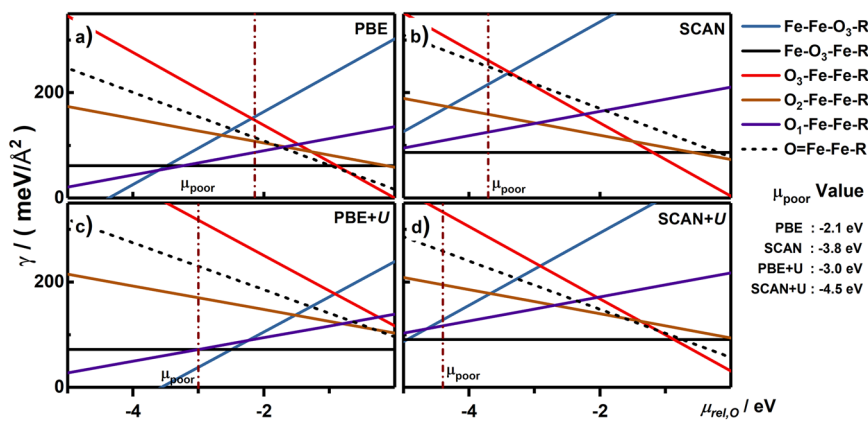 a)
PBE
b)
SCAN
200
0
μpoor
μpoor
c)
PBE+U
d)
SCAN+U
200
0
μpoor
μpoor
-4
-2
-4
-2
γ / ( meV/Å²)
μrel,O / eV
Fe-Fe-O₃-R
Fe-O₃-Fe-R
O₃-Fe-Fe-R
O₂-Fe-Fe-R
O₁-Fe-Fe-R
O=Fe-Fe-R
μpoor Value
PBE : -2.1 eV
SCAN : -3.8 eV
PBE+U : -3.0 eV
SCAN+U : -4.5 eV